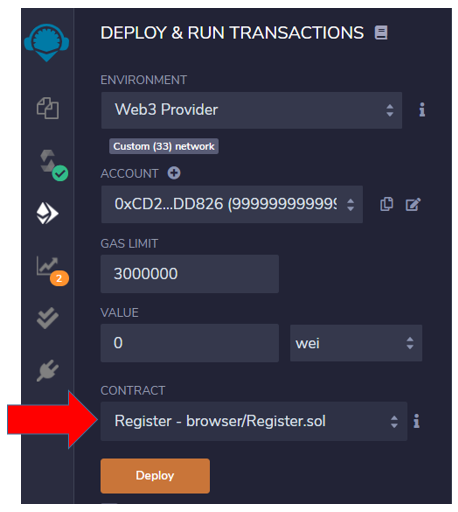 DEPLOY & RUN TRANSACTIONS
ENVIRONMENT
Web3 Provider
Custom (33) network
ACCOUNT
0xCD2...DD826 (99999999999
GAS LIMIT
3000000
2
VALUE
0 wei
CONTRACT
Register - browser/Register.sol
Deploy